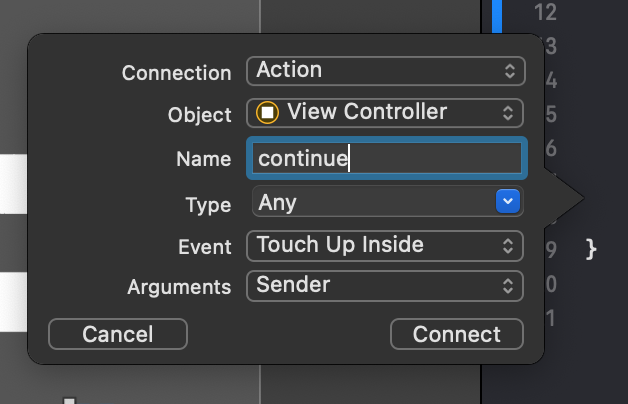 12
3
Connection Action
4
Object View Controller
5
Name continue
6
Type Any
Event Touch Up Inside
9 }
Arguments Sender
0
1
Cancel Connect